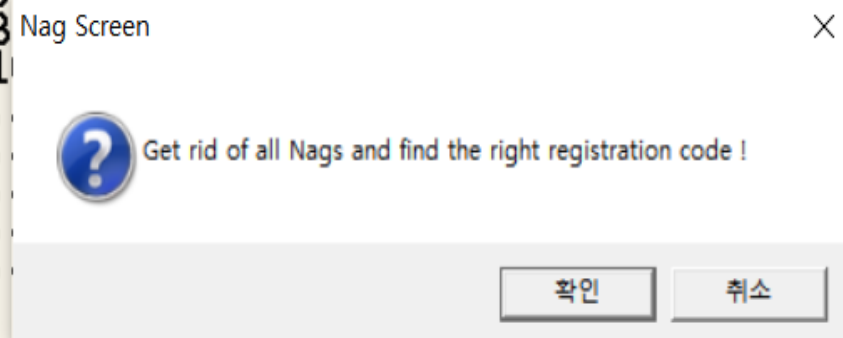 Nag Screen
Get rid of all Nags and find the right registration code !
확인
취소